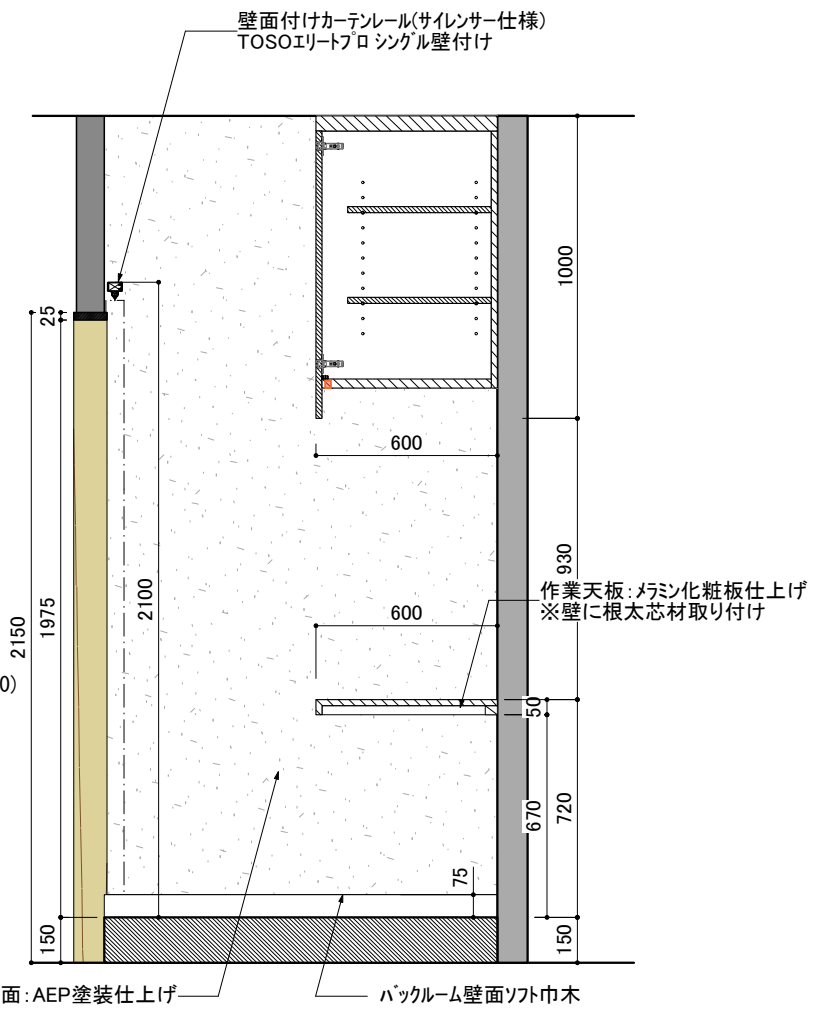 壁面付けカーテンレール(サイレンサー仕様)
TOSOエリートプロ シングル壁付け
25
1000
600
930
作業天板：メラミン化粧板仕上げ
※壁に根太芯材取り付け
600
2100
1975
2150
0)
50
670
720
75
150
150
面：AEP塗装仕上げ
バックルーム壁面ソフト巾木